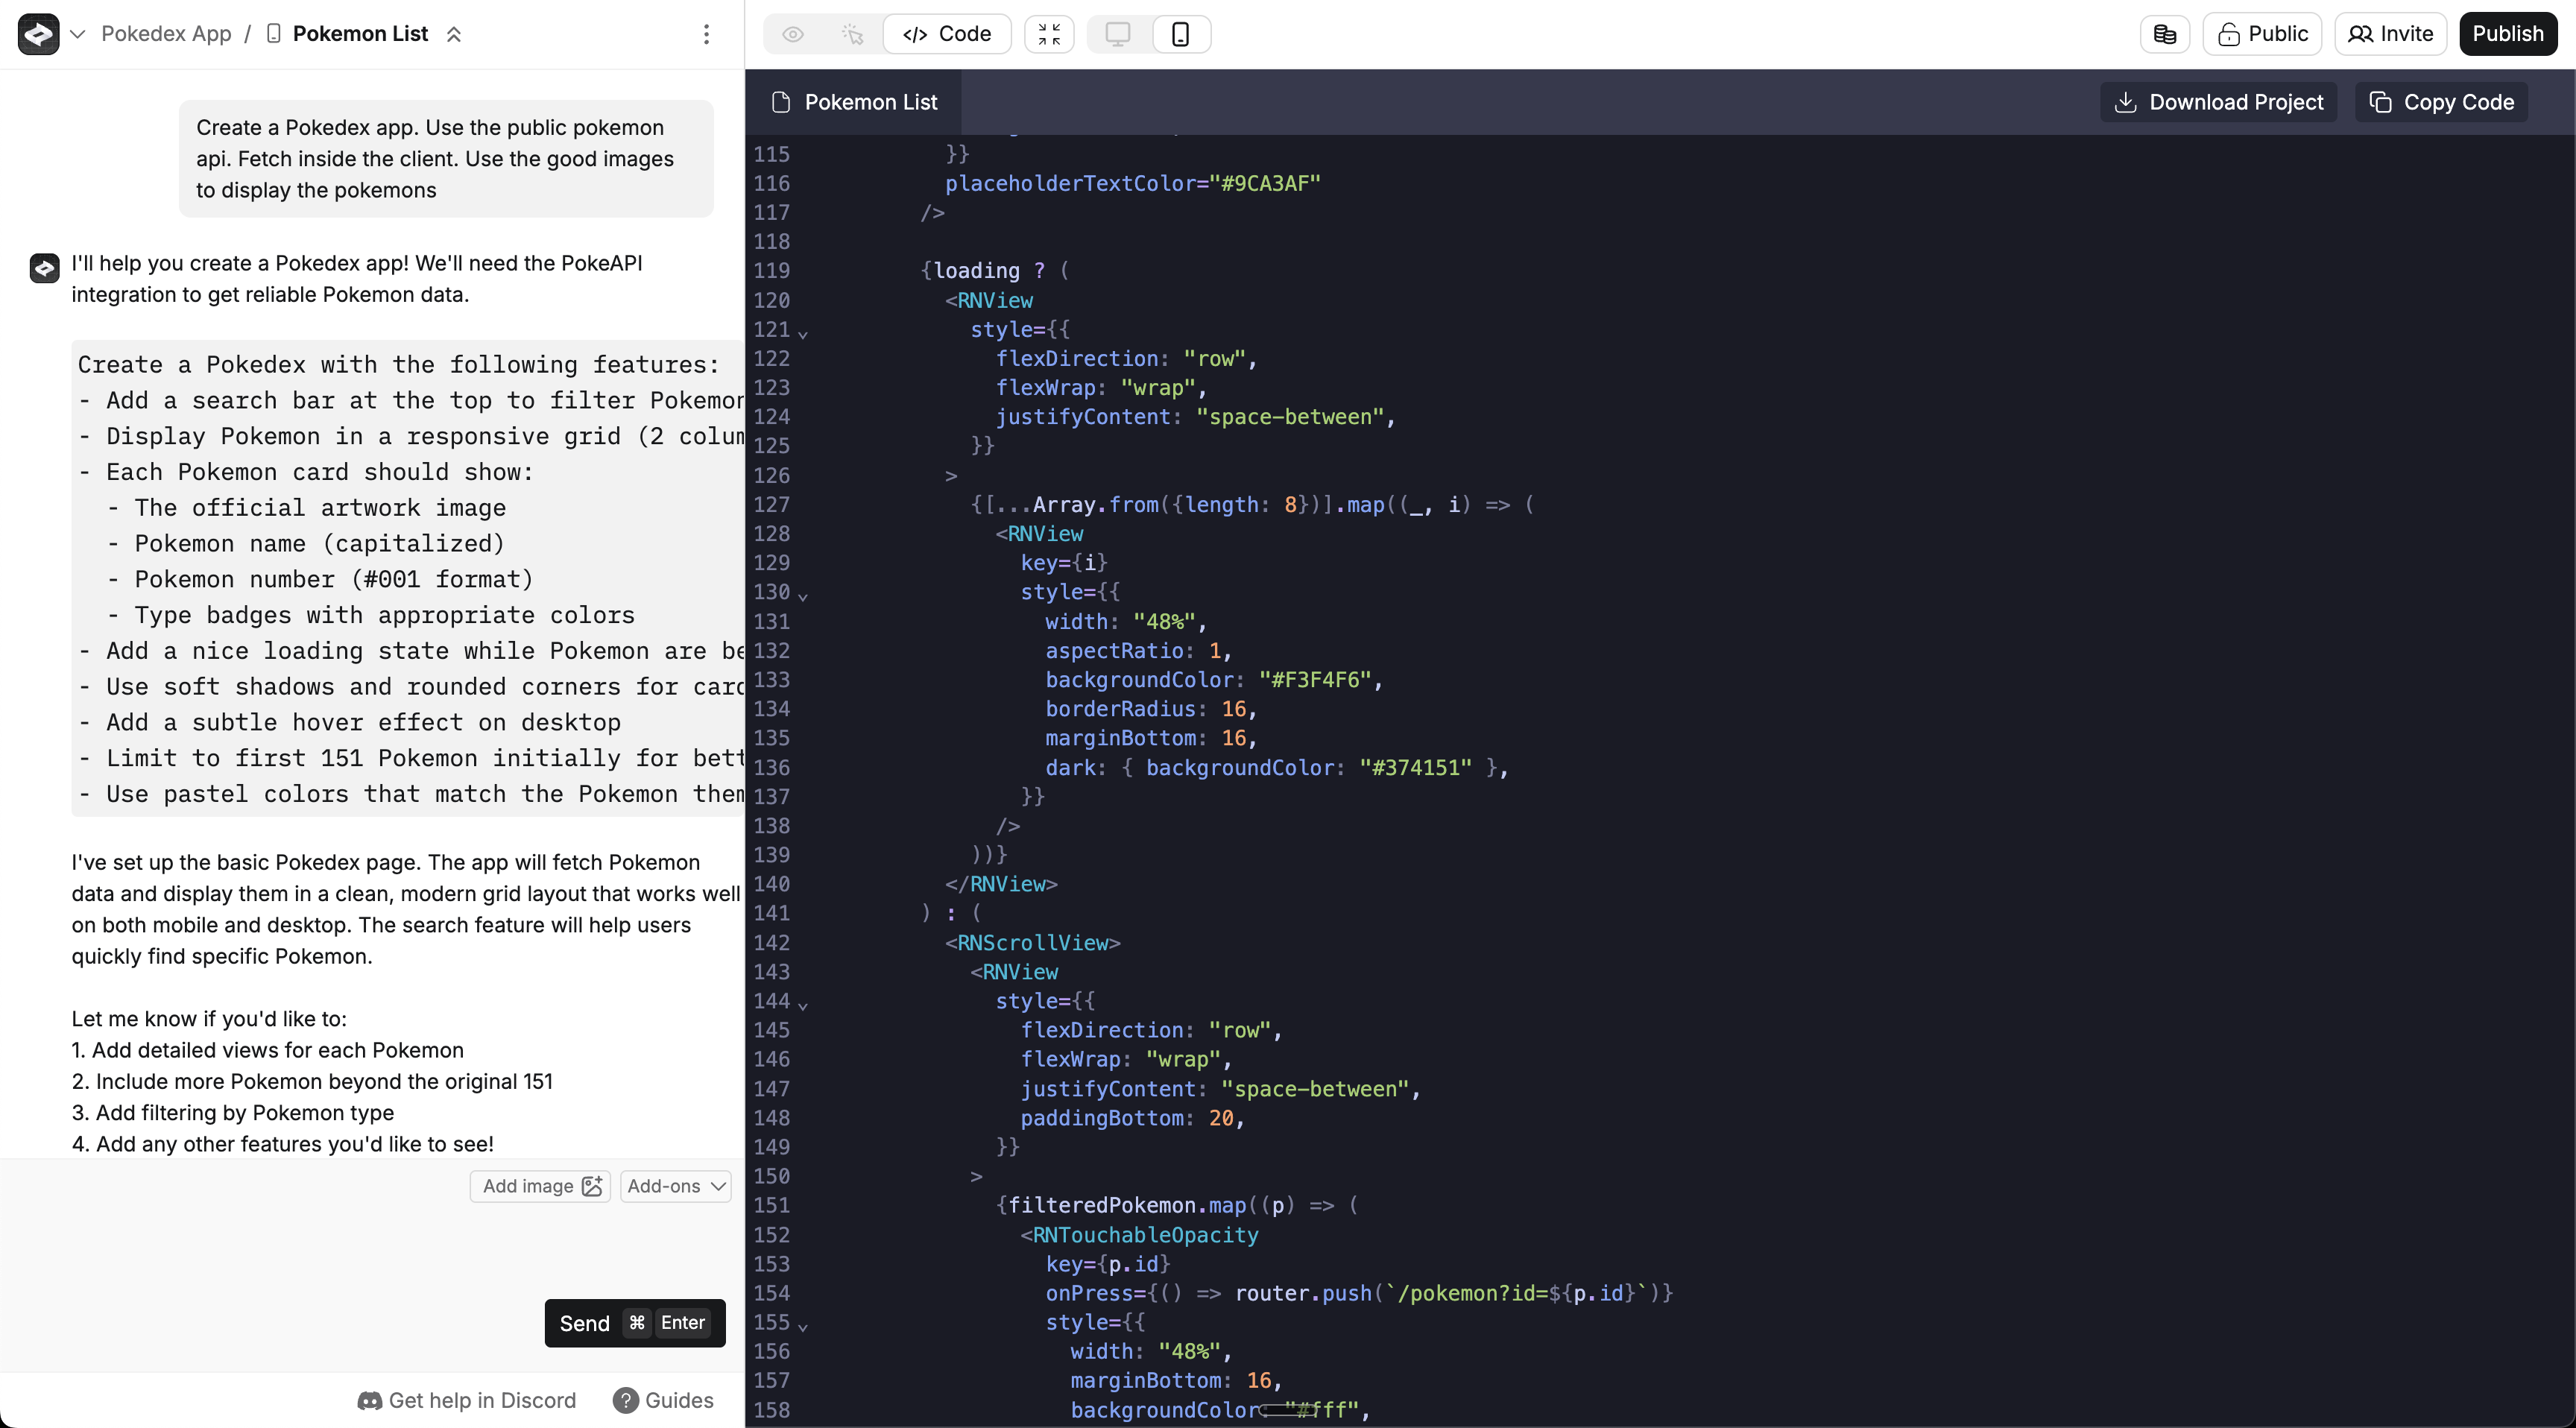 Pokedex App / Pokemon List
Code
Public
Invite
Publish
Create a Pokedex app. Use the public pokemon
api. Fetch inside the client. Use the good images
to display the pokemons
I'll help you create a Pokedex app! We'll need the PokeAPI
integration to get reliable Pokemon data.
Create a Pokedex with the following features:
- Add a search bar at the top to filter Pokemon
- Display Pokemon in a responsive grid (2 colum
- Each Pokemon card should show:
  - The official artwork image
  - Pokemon name (capitalized)
  - Pokemon number (#001 format)
  - Type badges with appropriate colors
- Add a nice loading state while Pokemon are be
- Use soft shadows and rounded corners for card
- Add a subtle hover effect on desktop
- Limit to first 151 Pokemon initially for bett
- Use pastel colors that match the Pokemon them
I've set up the basic Pokedex page. The app will fetch Pokemon
data and display them in a clean, modern grid layout that works well
on both mobile and desktop. The search feature will help users
quickly find specific Pokemon.
Let me know if you'd like to:
1. Add detailed views for each Pokemon
2. Include more Pokemon beyond the original 151
3. Add filtering by Pokemon type
4. Add any other features you'd like to see!
Add image
Add-ons
Send ⌘ Enter
Get help in Discord
? Guides
Pokemon List
Download Project
Copy Code
115 }}
116 placeholderTextColor="#9CA3AF"
117 />
118
119 {loading ? (
120 <RNView
121 style={{
122 flexDirection: "row",
123 flexWrap: "wrap",
124 justifyContent: "space-between",
125 }}
126 >
127 {[...Array.from({length: 8})].map((_, i) => (
128 <RNView
129 key={i}
130 style={{
131 width: "48%",
132 aspectRatio: 1,
133 backgroundColor: "#F3F4F6",
134 borderRadius: 16,
135 marginBottom: 16,
136 dark: { backgroundColor: "#374151" },
137 }}
138 />
139 ))}
140 </RNView>
141 ) : (
142 <RNScrollView>
143 <RNView
144 style={{
145 flexDirection: "row",
146 flexWrap: "wrap",
147 justifyContent: "space-between",
148 paddingBottom: 20,
149 }}
150 >
151 {filteredPokemon.map((p) => (
152 <RNTouchableOpacity
153 key={p.id}
154 onPress={() => router.push(`/pokemon?id=${p.id}`)}
155 style={{
156 width: "48%",
157 marginBottom: 16,
158 backgroundColor: "#fff",